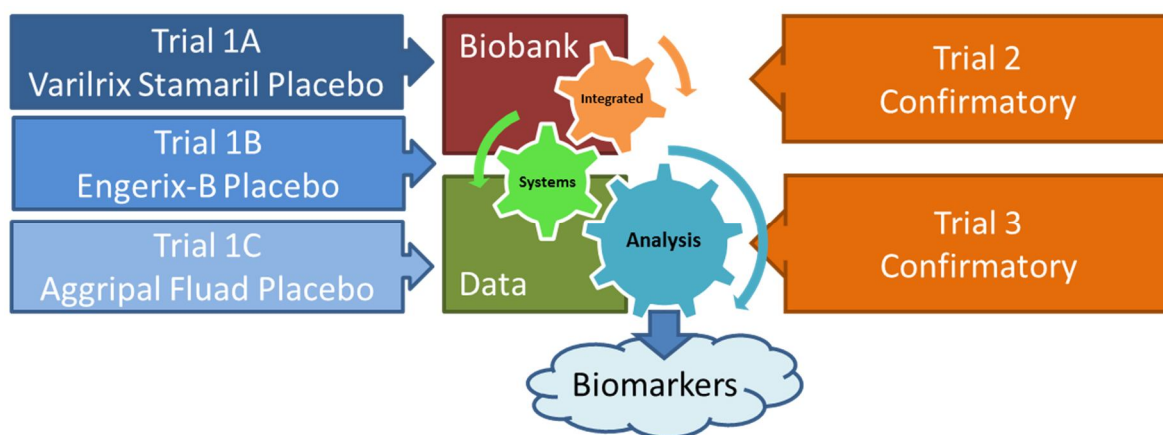 Trial 1A
Varilrix Stamaril Placebo
Trial 1B
Engerix-B Placebo
Trial 1C
Aggripal Fluad Placebo
Biobank
Integrated
Systems
Analysis
Data
Biomarkers
Trial 2
Confirmatory
Trial 3
Confirmatory